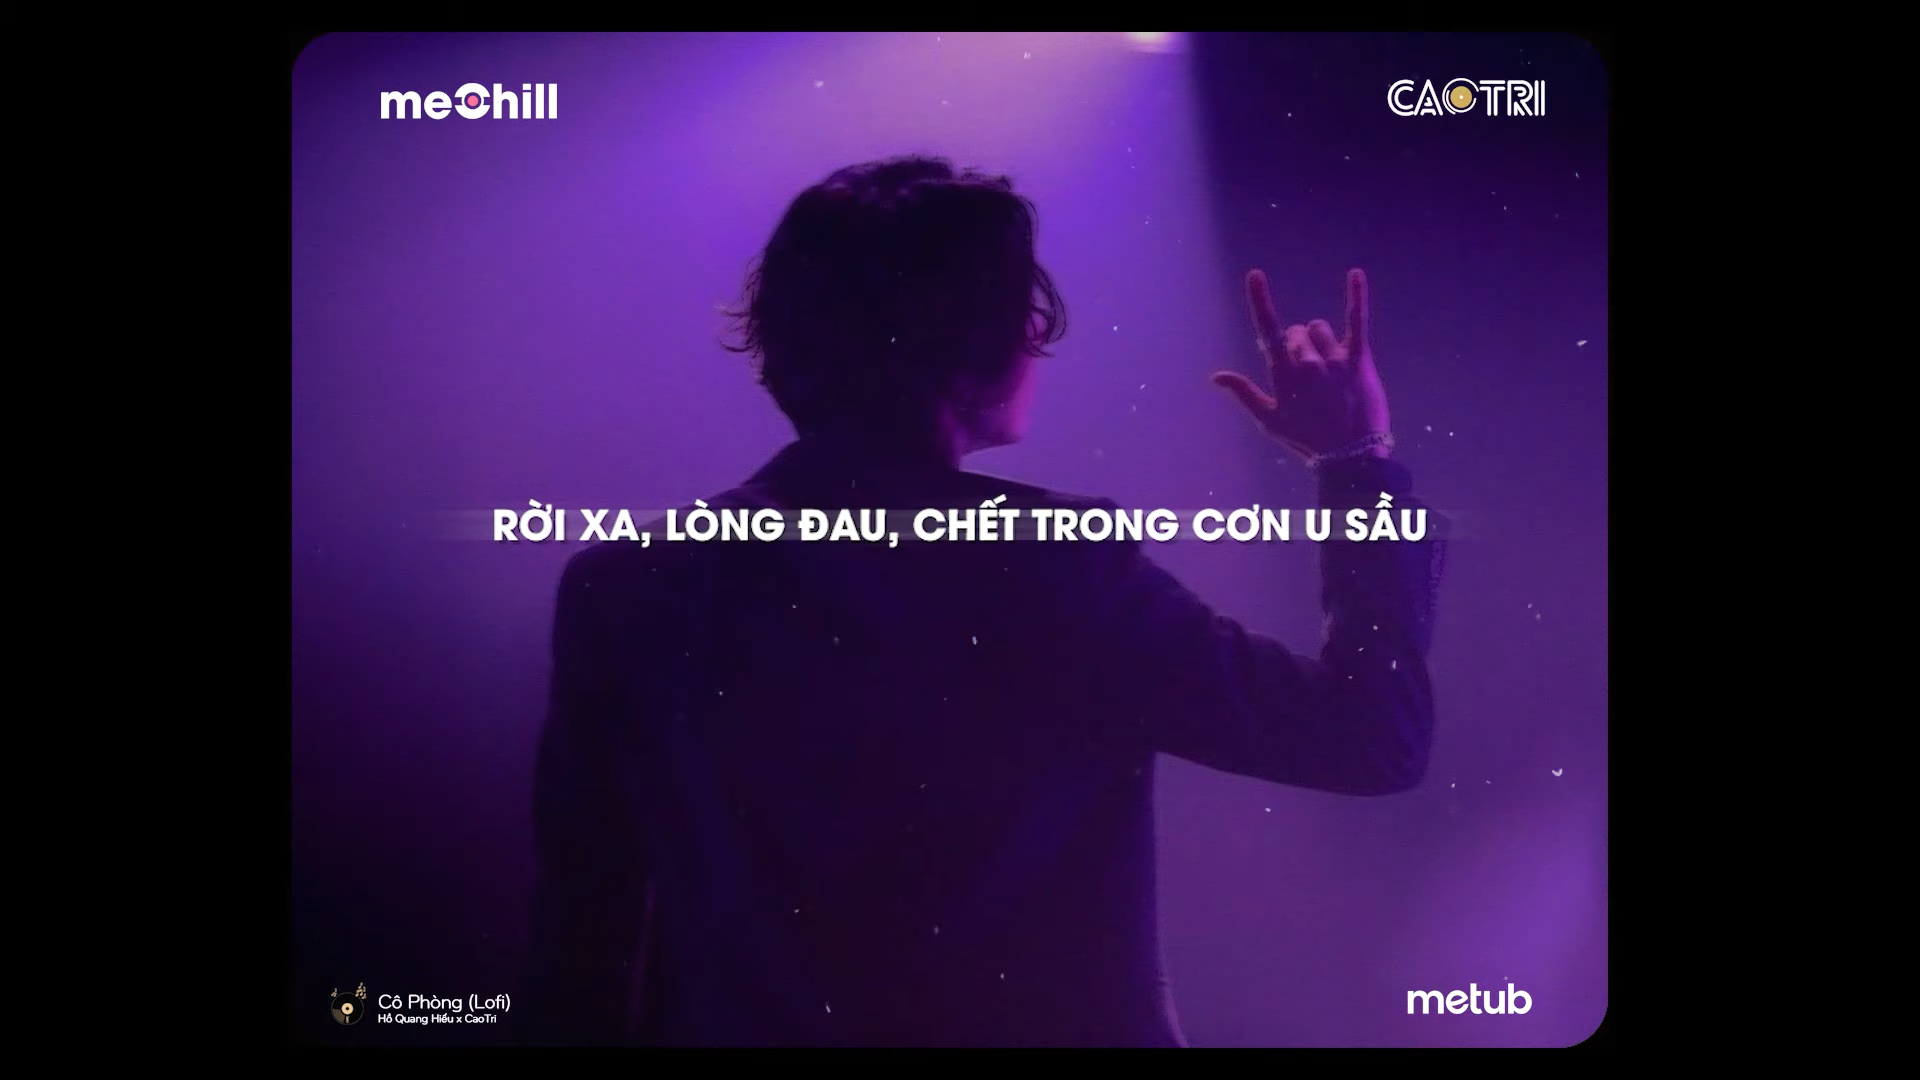 meChill
CAOTRI
RỜI XA, LÒNG ĐAU, CHẾT TRONG CƠN U SẦU
Cô Phòng (Lofi)
Hồ Quang Hiếu x CaoTri
metub